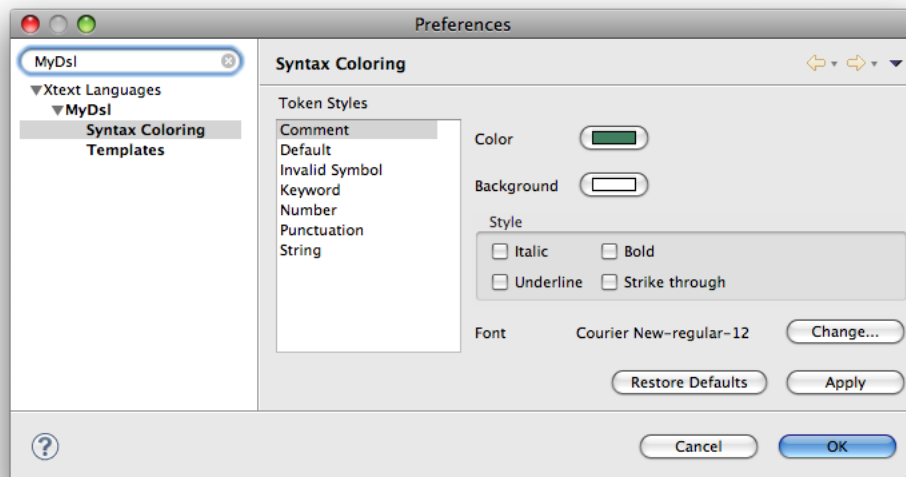 Preferences
MyDsl
Xtext Languages
MyDsl
Syntax Coloring
Templates
Syntax Coloring
Token Styles
Comment
Default
Invalid Symbol
Keyword
Number
Punctuation
String
Color
Background
Style
Italic Bold
Underline Strike through
Font Courier New-regular-12 Change...
Restore Defaults Apply
? Cancel OK